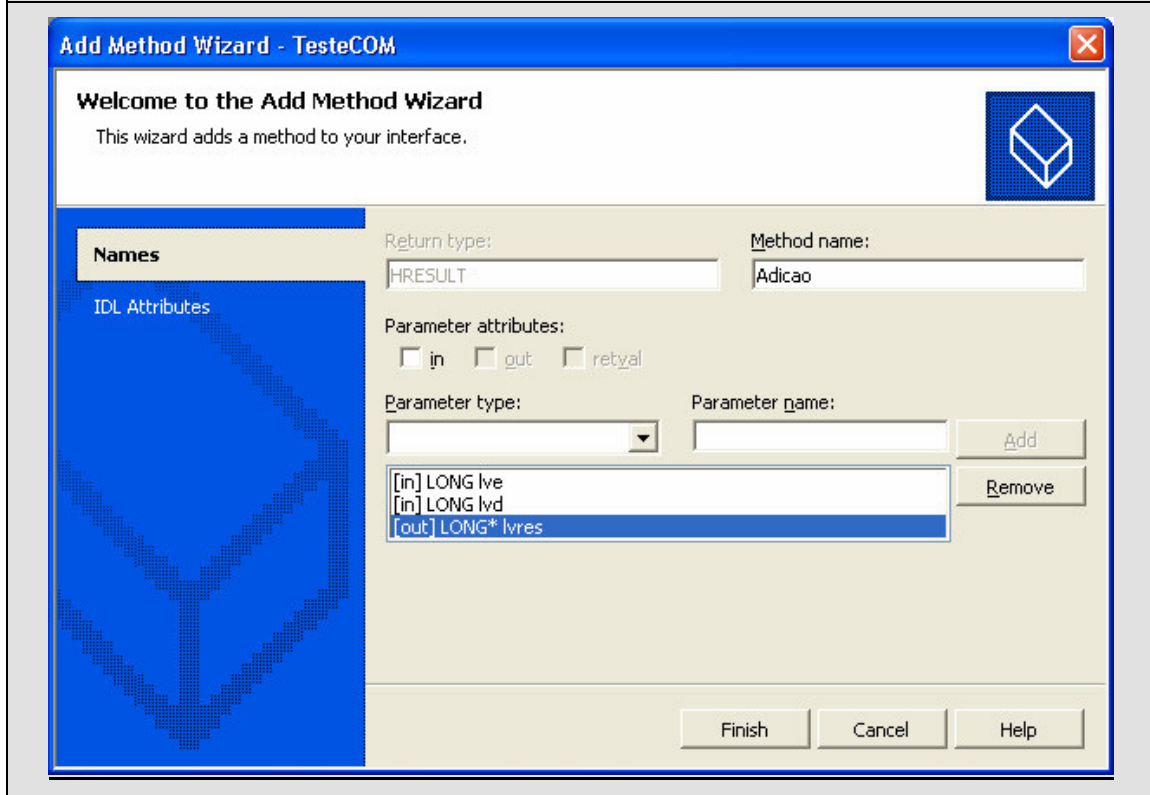 Add Method Wizard - TesteCOM
Welcome to the Add Method Wizard
This wizard adds a method to your interface.
Names
IDL Attributes
Return type:
HRESULT
Method name:
Adicao
Parameter attributes:
in out retval
Parameter type:
Parameter name:
Add
[in] LONG lve
[in] LONG lvd
[out] LONG* lvres
Remove
Finish Cancel Help